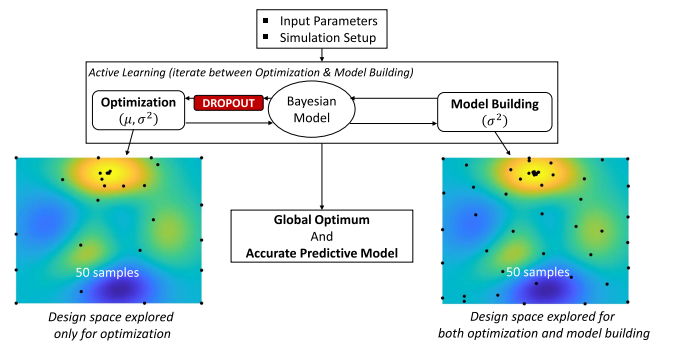 ▪ Input Parameters
▪ Simulation Setup
Active Learning (iterate between Optimization & Model Building)
Optimization
(μ, σ²)
DROPOUT
Bayesian
Model
Model Building
(σ²)
Global Optimum
And
Accurate Predictive Model
50 samples
Design space explored
only for optimization
50 samples
Design space explored for
both optimization and model building